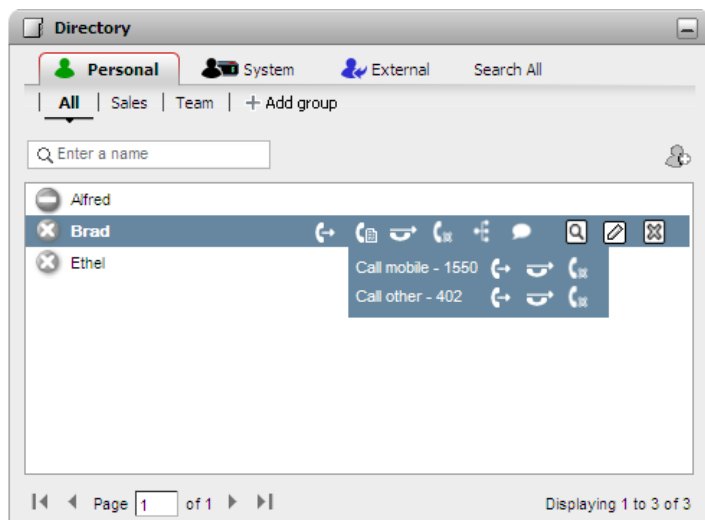 Directory
Personal System External Search All
All | Sales | Team | + Add group
Enter a name
Alfred
Brad
Ethel
Call mobile - 1550
Call other - 402
Page 1 of 1
Displaying 1 to 3 of 3